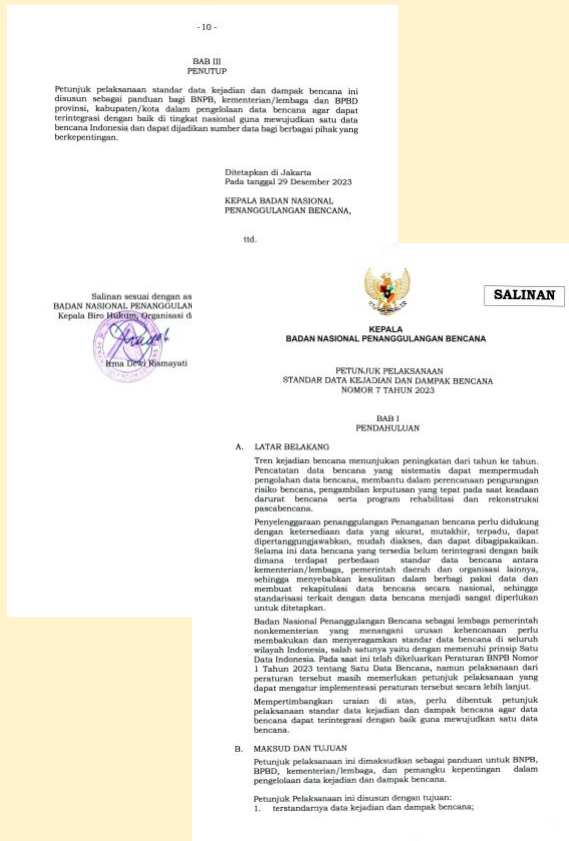 - 10 -
BAB III
PENUTUP
Petunjuk pelaksanaan standar data kejadian dan dampak bencana ini
disusun sebagai panduan bagi BNPB, kementerian/lembaga dan BPBD
provinsi, kabupaten/kota dalam pengelolaan data bencana agar dapat
terintegrasi dengan baik di tingkat nasional guna mewujudkan satu data
bencana Indonesia dan dapat dijadikan sumber data bagi berbagai pihak yang
berkepentingan.
Ditetapkan di Jakarta
Pada tanggal 29 Desember 2023
KEPALA BADAN NASIONAL
PENANGGULANGAN BENCANA,
ttd.
Salinan sesuai dengan as
BADAN NASIONAL PENANGGULAN
Kepala Biro Hukum, Organisasi d
Irma Dewi Rismayati
SALINAN
KEPALA
BADAN NASIONAL PENANGGULANGAN BENCANA
PETUNJUK PELAKSANAAN
STANDAR DATA KEJADIAN DAN DAMPAK BENCANA
NOMOR 7 TAHUN 2023
BAB I
PENDAHULUAN
A. LATAR BELAKANG
Tren kejadian bencana menunjukan peningkatan dari tahun ke tahun.
Pencatatan data bencana yang sistematis dapat mempermudah
pengolahan data bencana, membantu dalam perencanaan pengurangan
risiko bencana, pengambilan keputusan yang tepat pada saat keadaan
darurat bencana serta program rehabilitasi dan rekonstruksi
pascabencana.
Penyelenggaraan penanggulangan Penanganan bencana perlu didukung
dengan ketersediaan data yang akurat, mutakhir, terpadu, dapat
dipertanggungjawabkan, mudah diakses, dan dapat dibagipakaikan.
Selama ini data bencana yang tersedia belum terintegrasi dengan baik
dimana terdapat perbedaan standar data bencana antara
kementerian/lembaga, pemerintah daerah dan organisasi lainnya,
sehingga menyebabkan kesulitan dalam berbagi pakai data dan
membuat rekapitulasi data bencana secara nasional, sehingga
standarisasi terkait dengan data bencana menjadi sangat diperlukan
untuk ditetapkan.
Badan Nasional Penanggulangan Bencana sebagai lembaga pemerintah
nonkementerian yang menangani urusan kebencanaan perlu
membakukan dan menyeragamkan standar data bencana di seluruh
wilayah Indonesia, salah satunya yaitu dengan memenuhi prinsip Satu
Data Indonesia. Pada saat ini telah dikeluarkan Peraturan BNPB Nomor
1 Tahun 2023 tentang Satu Data Bencana, namun pelaksanaan dari
peraturan tersebut masih memerlukan petunjuk pelaksanaan yang
dapat mengatur implementeasi peraturan tersebut secara lebih lanjut.
Mempertimbangkan uraian di atas, perlu dibentuk petunjuk
pelaksanaan standar data kejadian dan dampak bencana agar data
bencana dapat terintegrasi dengan baik guna mewujudkan satu data
bencana.
B. MAKSUD DAN TUJUAN
Petunjuk pelaksanaan ini dimaksudkan sebagai panduan untuk BNPB,
BPBD, kementerian/lembaga, dan pemangku kepentingan dalam
pengelolaan data kejadian dan dampak bencana.
Petunjuk Pelaksanaan ini disusun dengan tujuan:
1. terstandarnya data kejadian dan dampak bencana;